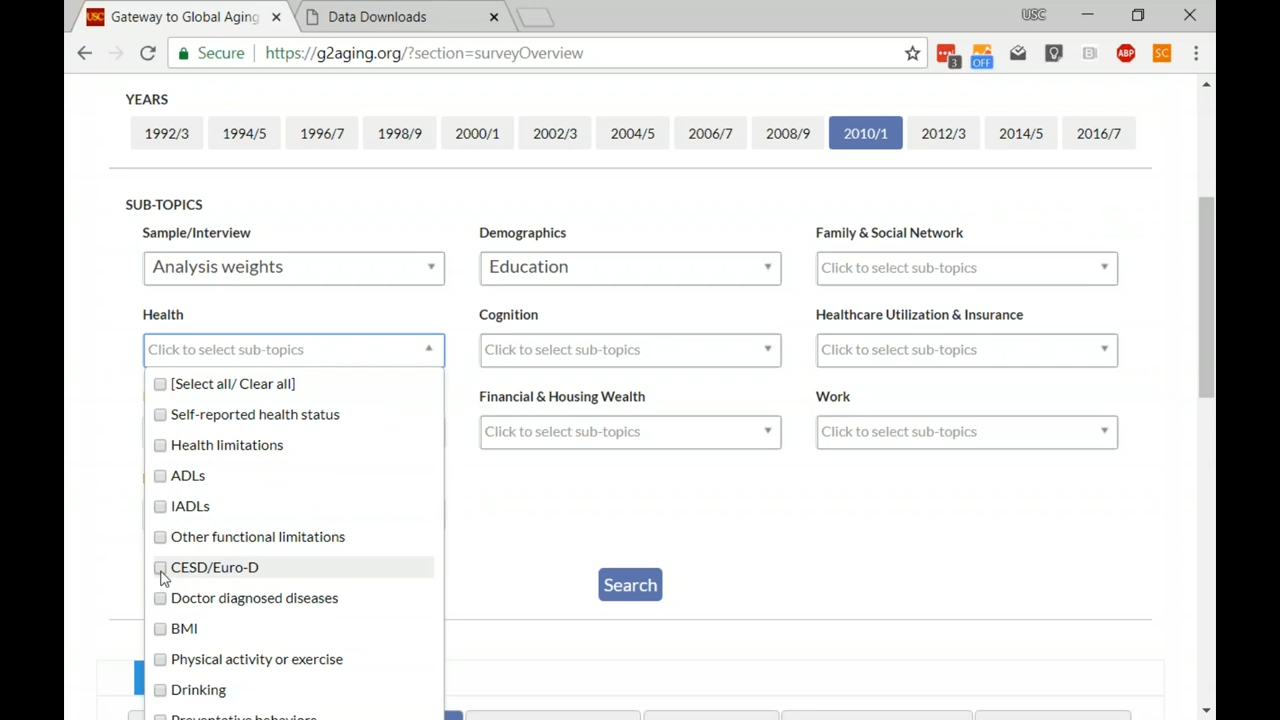 Gateway to Global Aging
Data Downloads
USC
Secure https://g2aging.org/?section=surveyOverview
3
OFF
ABP
SC
YEARS
1992/3 1994/5 1996/7 1998/9 2000/1 2002/3 2004/5 2006/7 2008/9 2010/1 2012/3 2014/5 2016/7
SUB-TOPICS
Sample/Interview Demographics Family & Social Network
Analysis weights Education Click to select sub-topics
Health Cognition Healthcare Utilization & Insurance
Click to select sub-topics Click to select sub-topics Click to select sub-topics
[Select all/ Clear all] Financial & Housing Wealth Work
Self-reported health status Click to select sub-topics Click to select sub-topics
Health limitations
ADLs
IADLs
Other functional limitations
CESD/Euro-D
Search
Doctor diagnosed diseases
BMI
Physical activity or exercise
Drinking
Preventative behaviors